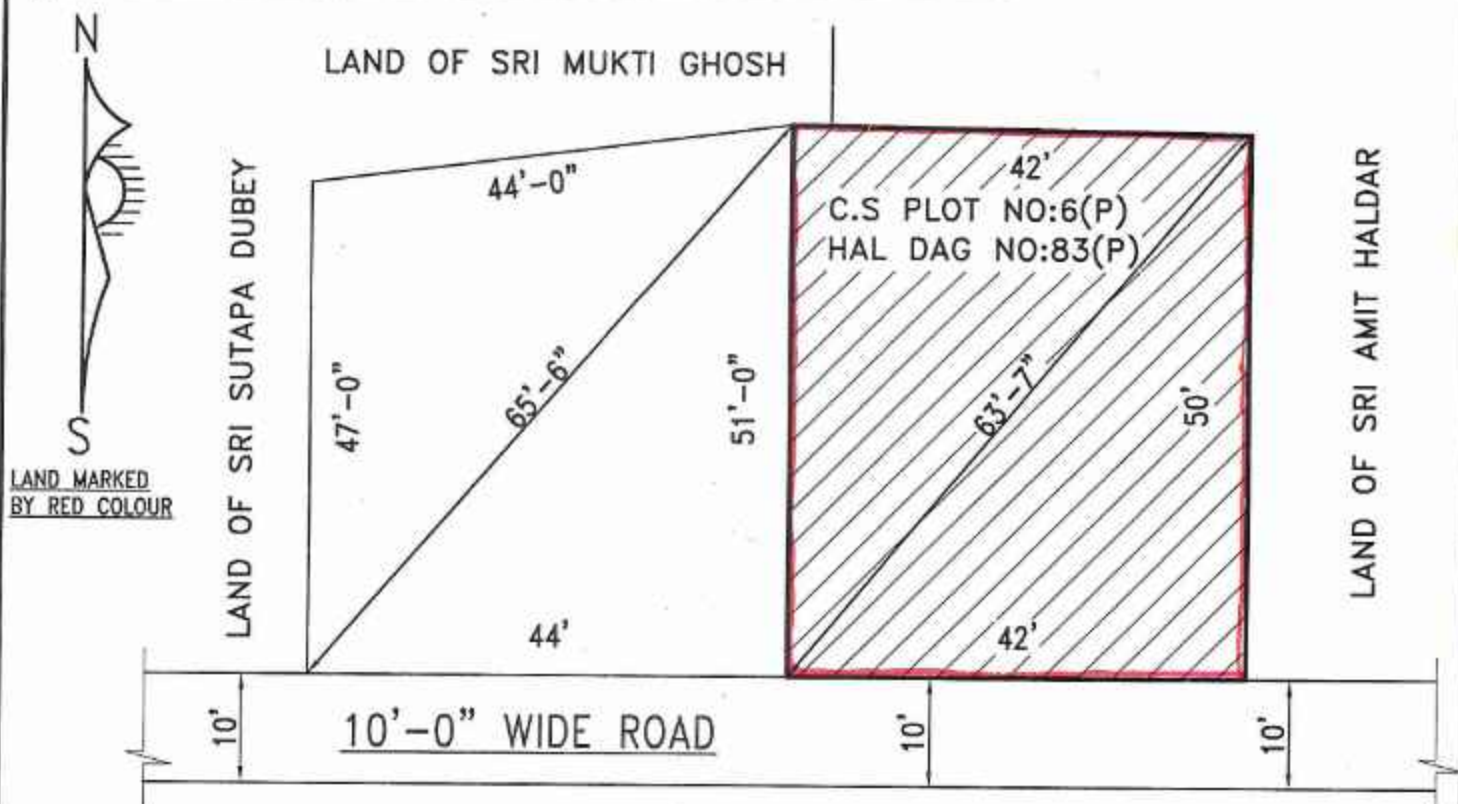 N
LAND OF SRI MUKTI GHOSH
S
LAND MARKED
BY RED COLOUR
LAND OF SRI SUTAPA DUBEY
44'-0"
47'-0"
65'-6"
51'-0"
44'
42'
C.S PLOT NO:6(P)
HAL DAG NO:83(P)
63'-7"
50'
42'
LAND OF SRI AMIT HALDAR
10'
10'-0" WIDE ROAD
10'
10'